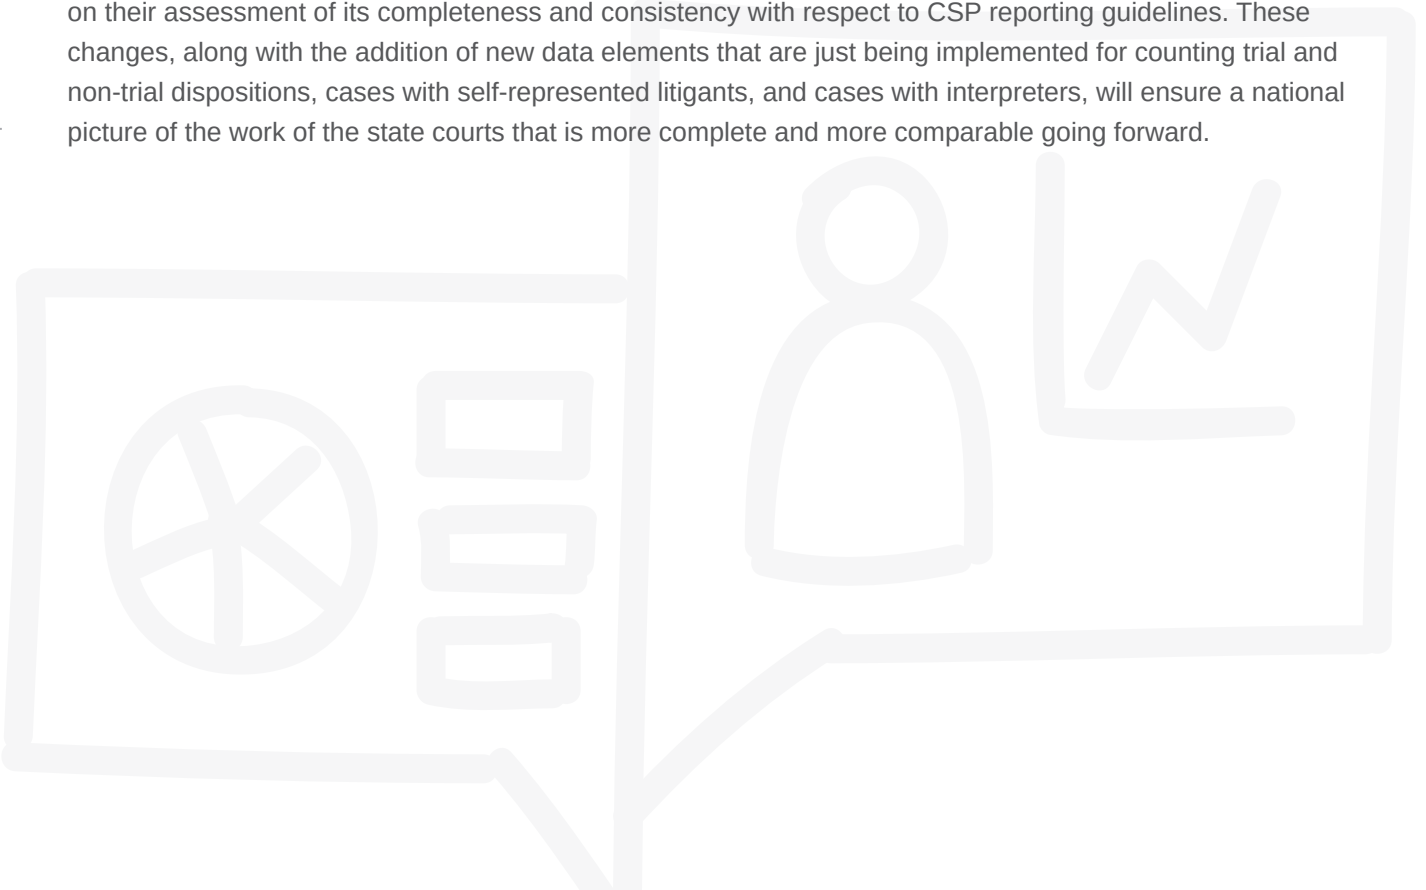 on their assessment of its completeness and consistency with respect to CSP reporting guidelines. These
changes, along with the addition of new data elements that are just being implemented for counting trial and
non-trial dispositions, cases with self-represented litigants, and cases with interpreters, will ensure a national
picture of the work of the state courts that is more complete and more comparable going forward.